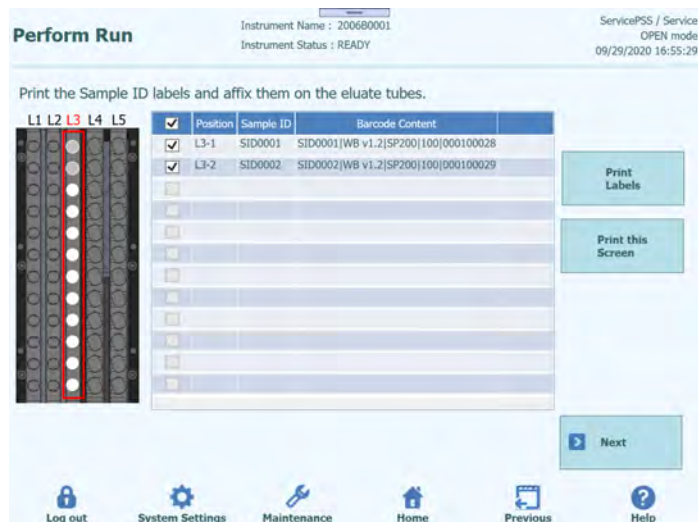 Perform Run
Instrument Name : 200680001
Instrument Status : READY
ServicePSS / Service
OPEN mode
09/29/2020 16:55:29
Print the Sample ID labels and affix them on the eluate tubes.
L1 L2 L3 L4 L5
Position Sample ID Barcode Content
L3-1 SID0001 SID0001|WB v1.2|SP200|100|000100028
L3-2 SID0002 SID0002|WB v1.2|SP200|100|000100029
Print
Labels
Print this
Screen
Next
Log out System Settings Maintenance Home Previous Help